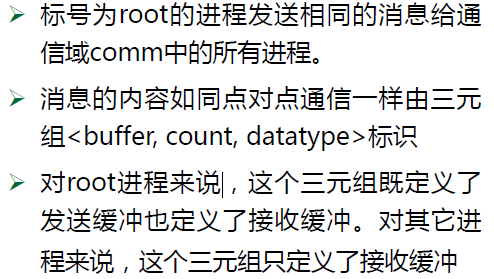 标号为root的进程发送相同的消息给通
信域comm中的所有进程。
消息的内容如同点对点通信一样由三元
组<buffer, count, datatype>标识
对root进程来说，这个三元组既定义了
发送缓冲也定义了接收缓冲。对其它进
程来说，这个三元组只定义了接收缓冲